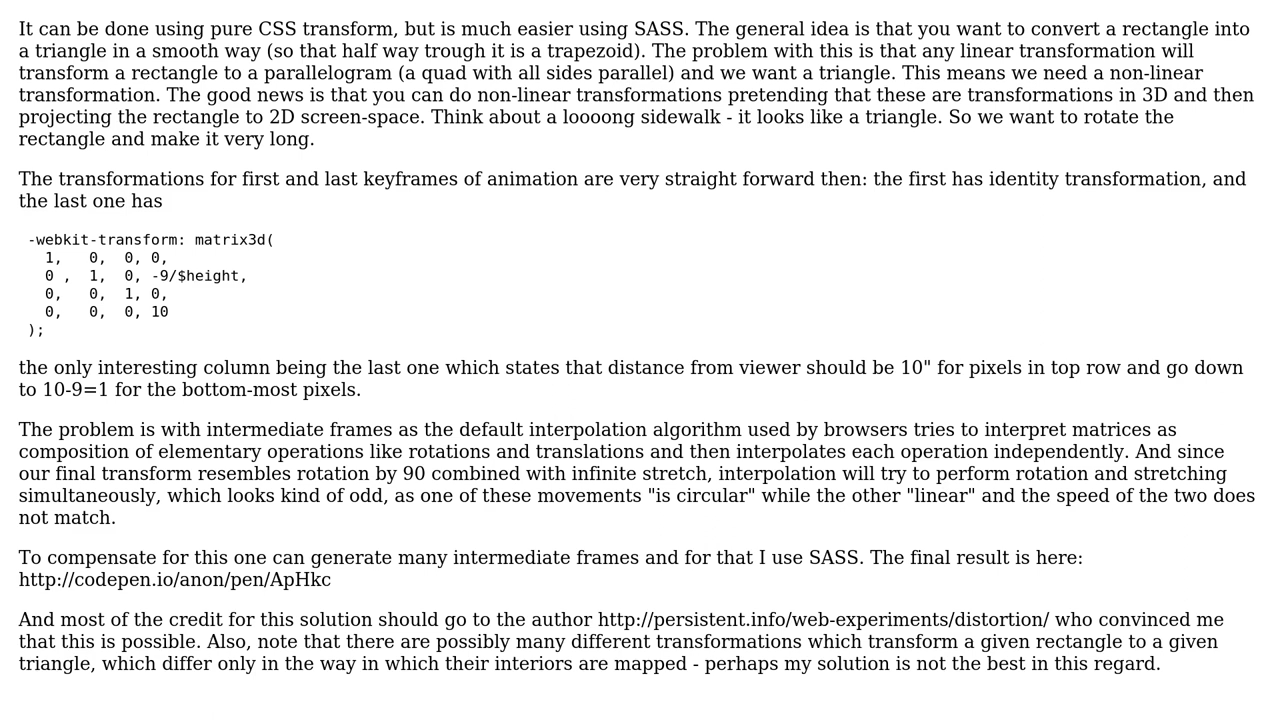 It can be done using pure CSS transform, but is much easier using SASS. The general idea is that you want to convert a rectangle into
a triangle in a smooth way (so that half way trough it is a trapezoid). The problem with this is that any linear transformation will
transform a rectangle to a parallelogram (a quad with all sides parallel) and we want a triangle. This means we need a non-linear
transformation. The good news is that you can do non-linear transformations pretending that these are transformations in 3D and then
projecting the rectangle to 2D screen-space. Think about a loooong sidewalk - it looks like a triangle. So we want to rotate the
rectangle and make it very long.
The transformations for first and last keyframes of animation are very straight forward then: the first has identity transformation, and
the last one has
-webkit-transform: matrix3d(
1,   0,  0, 0,
0 ,  1,  0, -9/$height,
0,   0,  1, 0,
0,   0,  0, 10
);
the only interesting column being the last one which states that distance from viewer should be 10" for pixels in top row and go down
to 10-9=1 for the bottom-most pixels.
The problem is with intermediate frames as the default interpolation algorithm used by browsers tries to interpret matrices as
composition of elementary operations like rotations and translations and then interpolates each operation independently. And since
our final transform resembles rotation by 90 combined with infinite stretch, interpolation will try to perform rotation and stretching
simultaneously, which looks kind of odd, as one of these movements "is circular" while the other "linear" and the speed of the two does
not match.
To compensate for this one can generate many intermediate frames and for that I use SASS. The final result is here:
http://codepen.io/anon/pen/ApHkc
And most of the credit for this solution should go to the author http://persistent.info/web-experiments/distortion/ who convinced me
that this is possible. Also, note that there are possibly many different transformations which transform a given rectangle to a given
triangle, which differ only in the way in which their interiors are mapped - perhaps my solution is not the best in this regard.